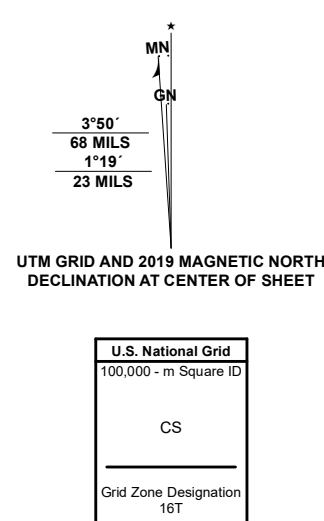 ★
MN
GN
3°50´
68 MILS
1°19´
23 MILS
UTM GRID AND 2019 MAGNETIC NORTH
DECLINATION AT CENTER OF SHEET
U.S. National Grid
100,000 - m Square ID
CS
Grid Zone Designation
16T